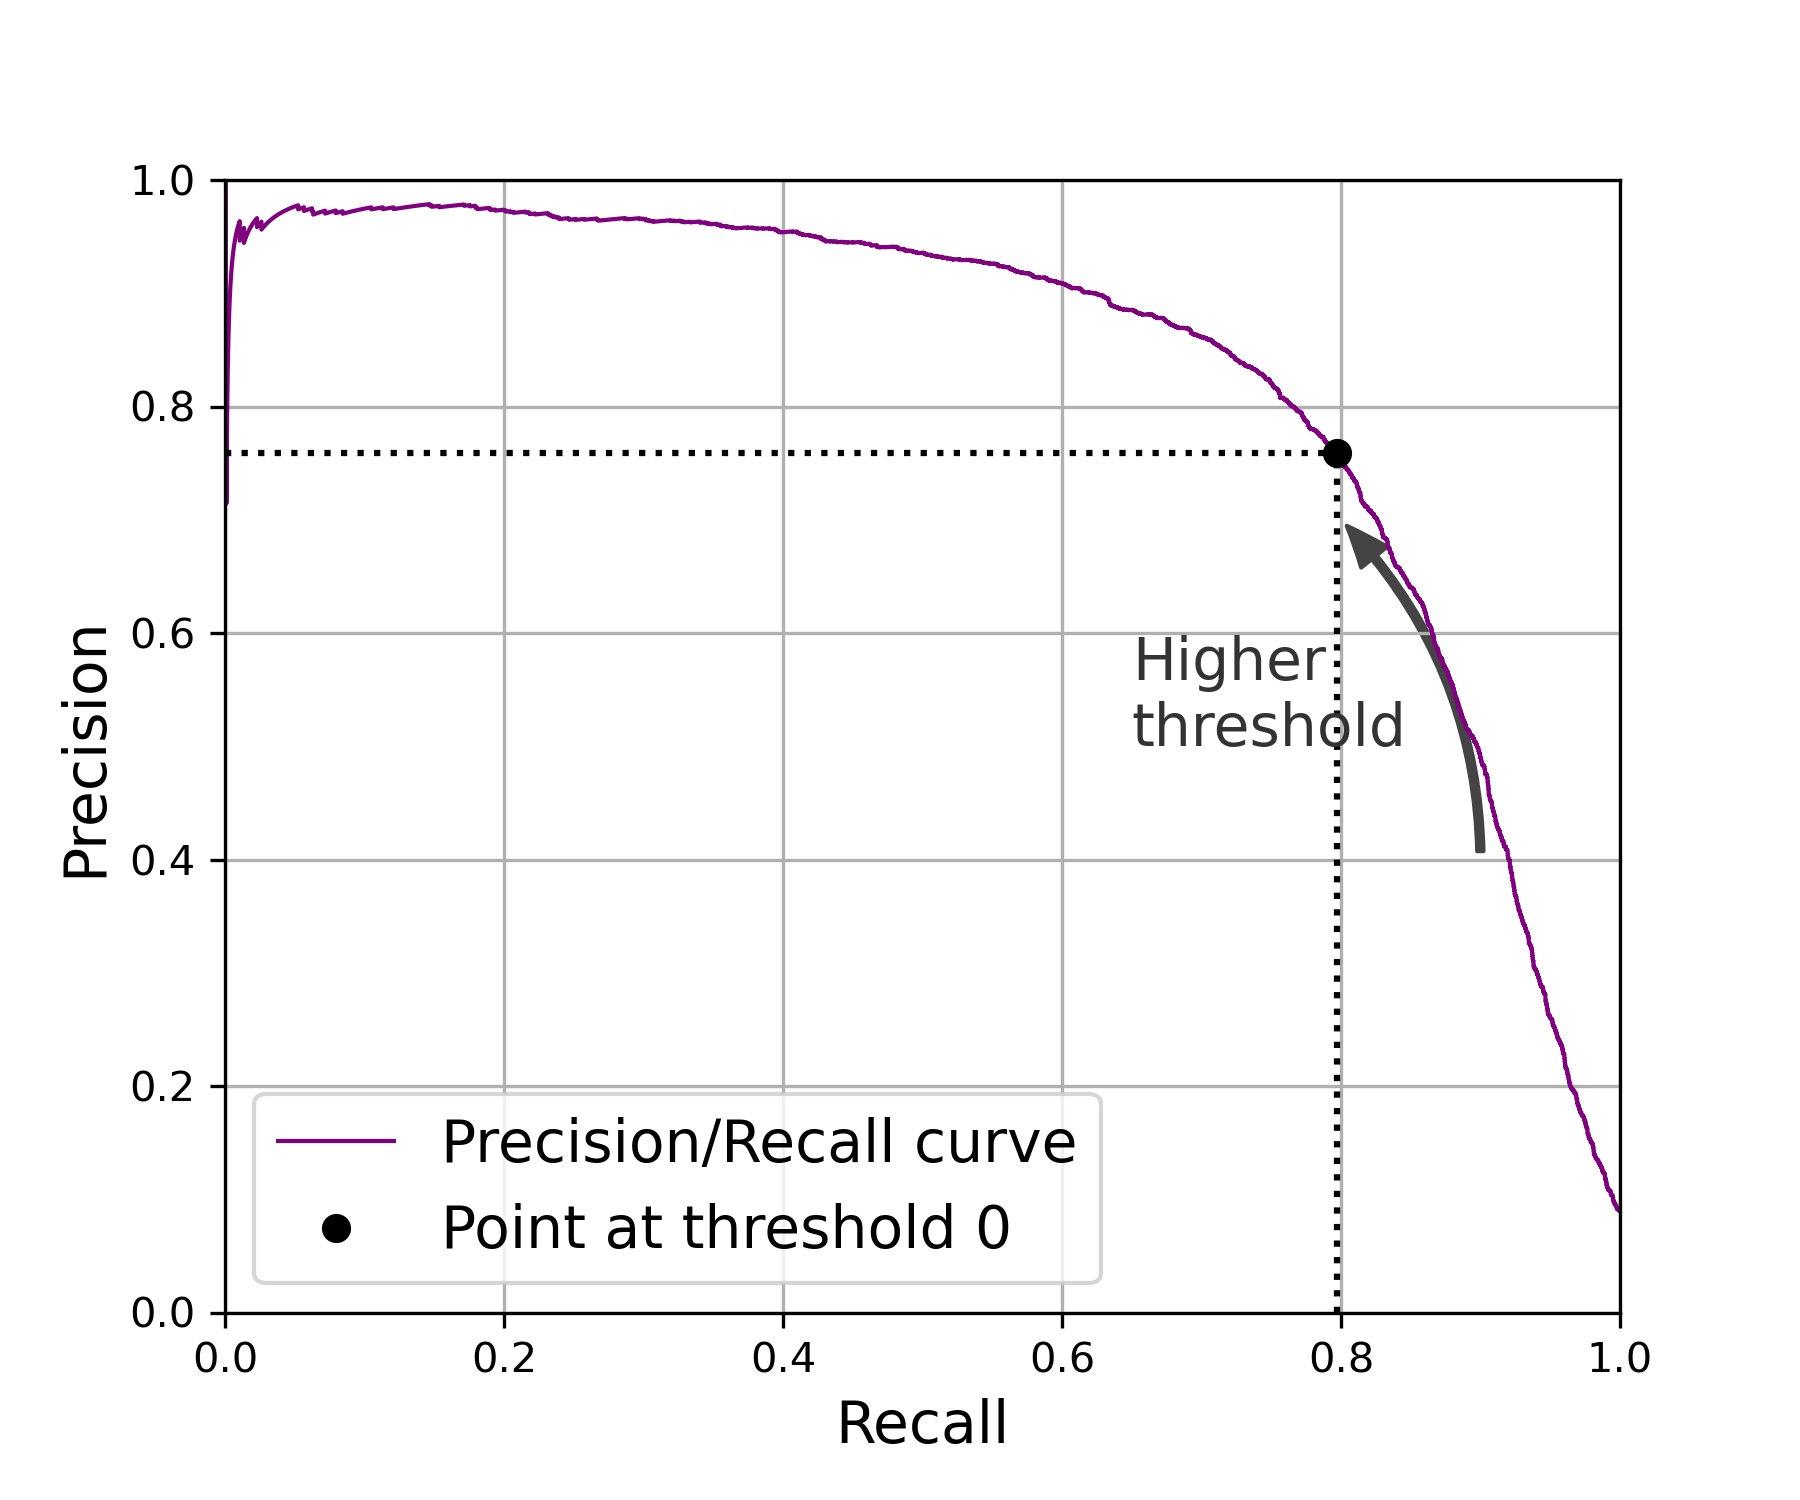 1.0
0.8
0.6
0.4
0.2
0.0
Precision
Higher
threshold
Precision/Recall curve
Point at threshold 0
0.0 0.2 0.4 0.6 0.8 1.0
Recall